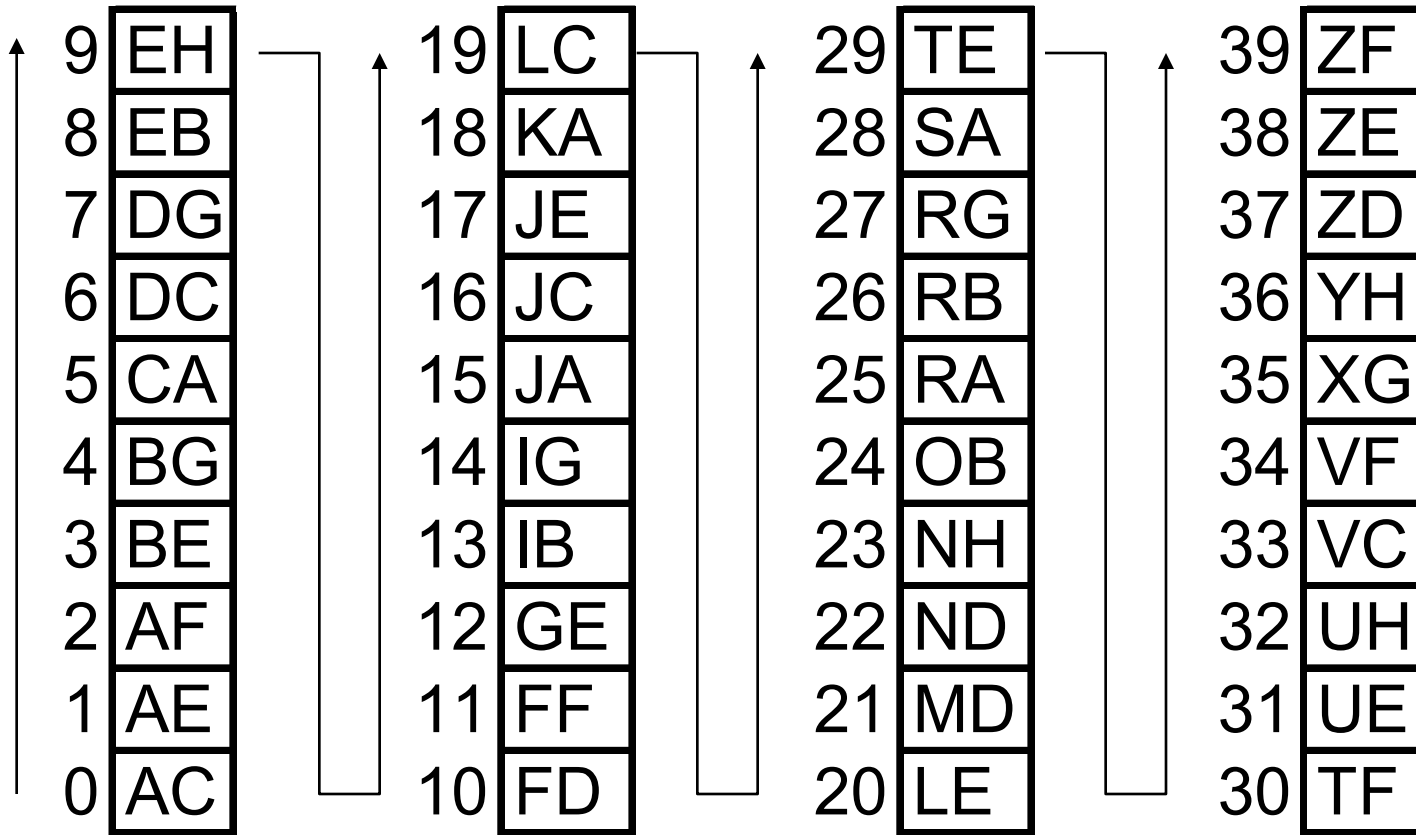 9 EH 19 LC 29 TE 39 ZF
8 EB 18 KA 28 SA 38 ZE
7 DG 17 JE 27 RG 37 ZD
6 DC 16 JC 26 RB 36 YH
5 CA 15 JA 25 RA 35 XG
4 BG 14 IG 24 OB 34 VF
3 BE 13 IB 23 NH 33 VC
2 AF 12 GE 22 ND 32 UH
1 AE 11 FF 21 MD 31 UE
0 AC 10 FD 20 LE 30 TF